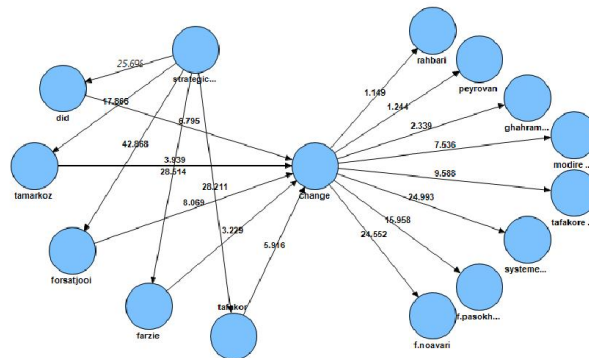 rahbari
1.149
25.696
strategic...
peyrovan
1.244
did
17.866
6.795
2.339
ghahram...
7.536
modire ...
42.868
3.939
28.514
tamarkoz
change
9.588
28.211
24.993
tafakore ...
8.069
3.229
15.958
24.552
5.916
forsatjooi
systeme...
tafakor
farzie
f.pasokh...
f.noavari